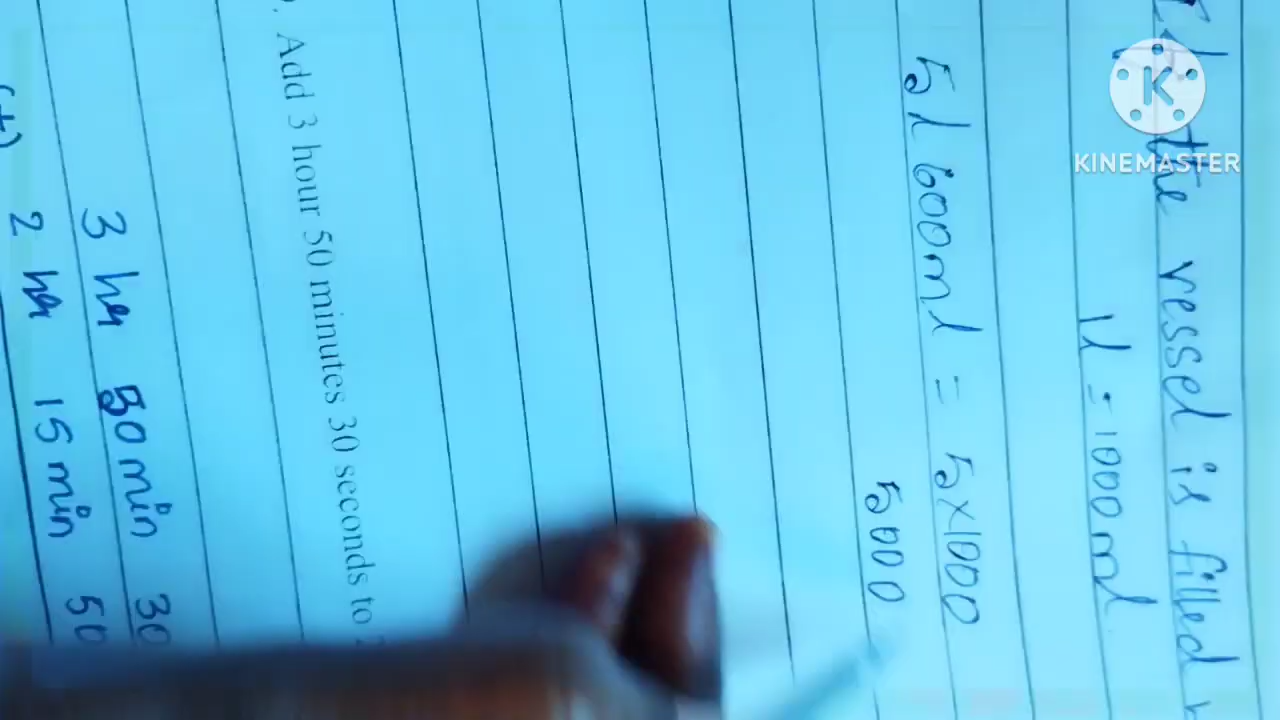 the vessel is filled
1l = 1000ml
5l 600ml = 5×1000
5000
Add 3 hour 50 minutes 30 seconds to
3 hr 50 min 30
(+) 2 hr 15 min 50
KINEMASTER